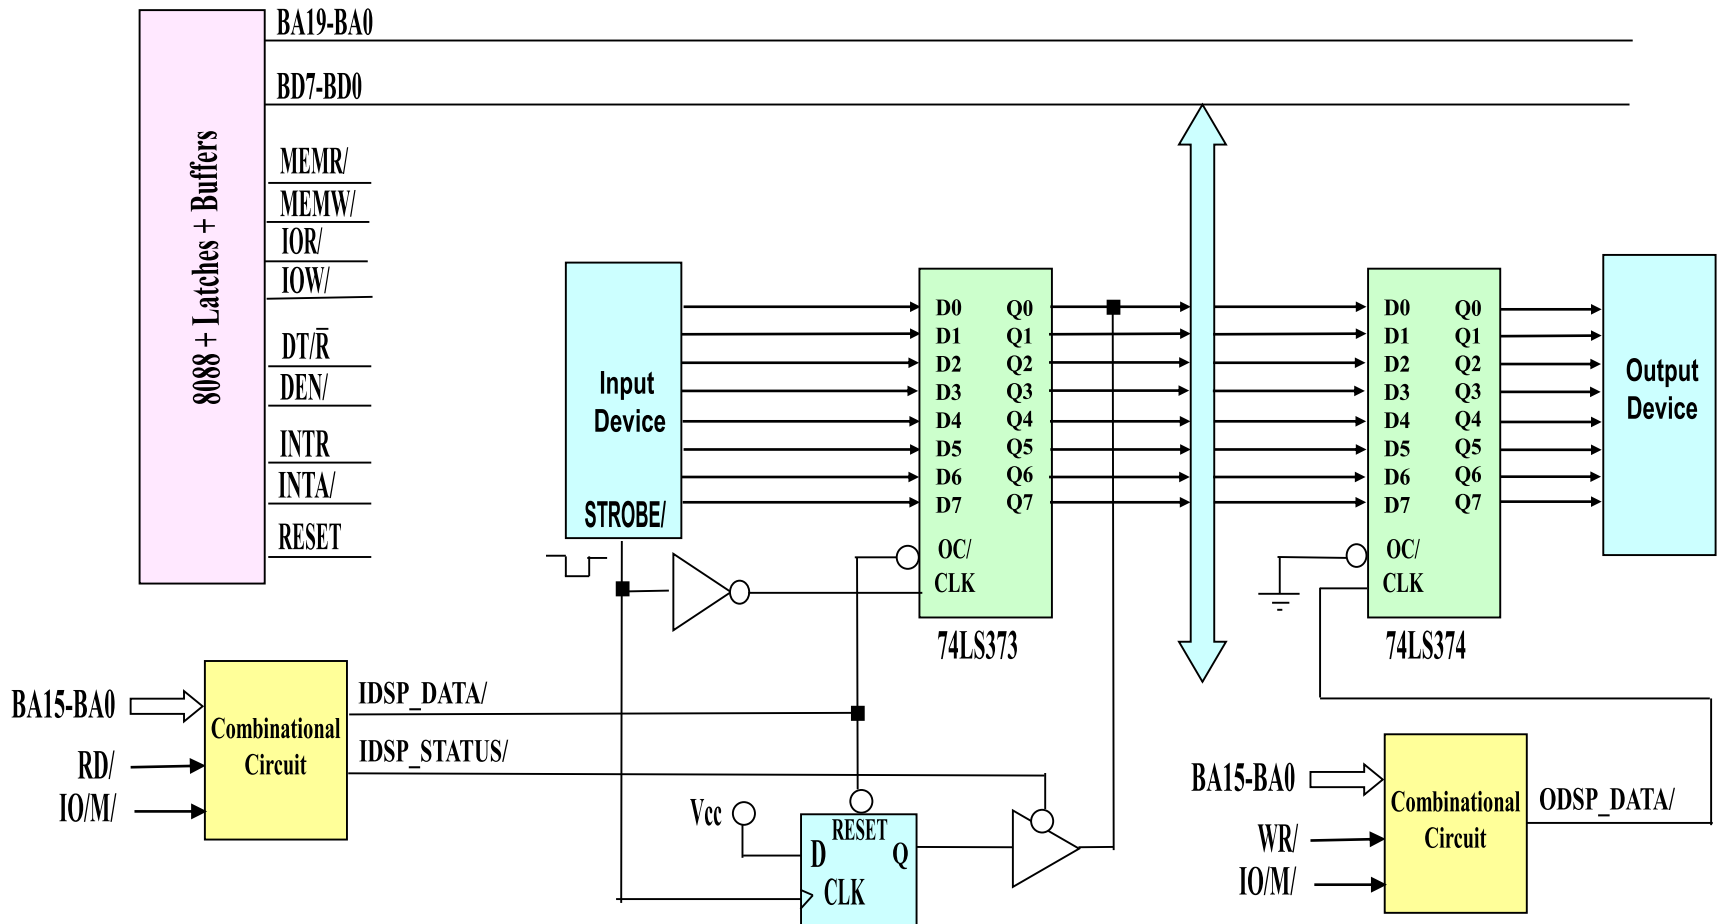 BA19-BA0
BD7-BD0
8088 + Latches + Buffers
MEMR/
MEMW/
IOR/
IOW/
DT/R̅
DEN/
INTR
INTA/
RESET
Input
Device
STROBE/
D0
D1
D2
D3
D4
D5
D6
D7
Q0
Q1
Q2
Q3
Q4
Q5
Q6
Q7
OC/
CLK
74LS373
D0
D1
D2
D3
D4
D5
D6
D7
Q0
Q1
Q2
Q3
Q4
Q5
Q6
Q7
OC/
CLK
74LS374
Output
Device
BA15-BA0
RD/
IO/M/
Combinational
Circuit
IDSP_DATA/
IDSP_STATUS/
Vcc
RESET
D
Q
CLK
BA15-BA0
WR/
IO/M/
Combinational
Circuit
ODSP_DATA/